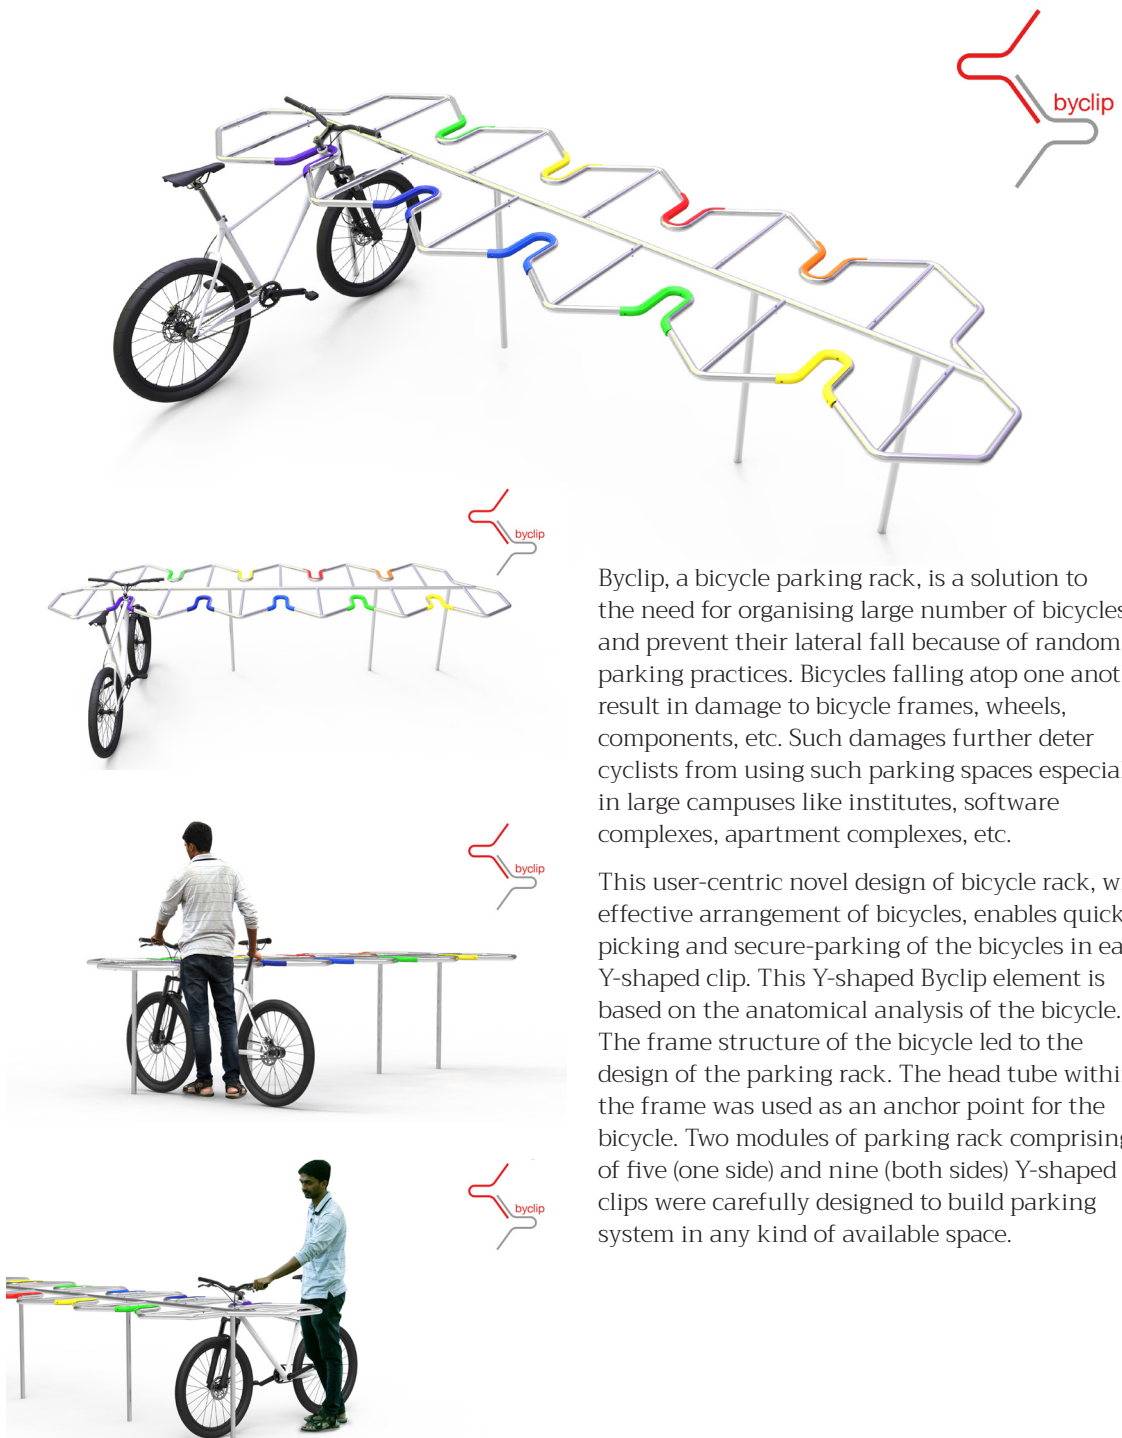 byclip
byclip
Byclip, a bicycle parking rack, is a solution to
the need for organising large number of bicycles
and prevent their lateral fall because of random
parking practices. Bicycles falling atop one anot
result in damage to bicycle frames, wheels,
components, etc. Such damages further deter
cyclists from using such parking spaces especial
in large campuses like institutes, software
complexes, apartment complexes, etc.
byclip
This user-centric novel design of bicycle rack, w
effective arrangement of bicycles, enables quick
picking and secure-parking of the bicycles in ea
Y-shaped clip. This Y-shaped Byclip element is
based on the anatomical analysis of the bicycle.
The frame structure of the bicycle led to the
design of the parking rack. The head tube withi
the frame was used as an anchor point for the
bicycle. Two modules of parking rack comprising
of five (one side) and nine (both sides) Y-shaped
clips were carefully designed to build parking
system in any kind of available space.
byclip